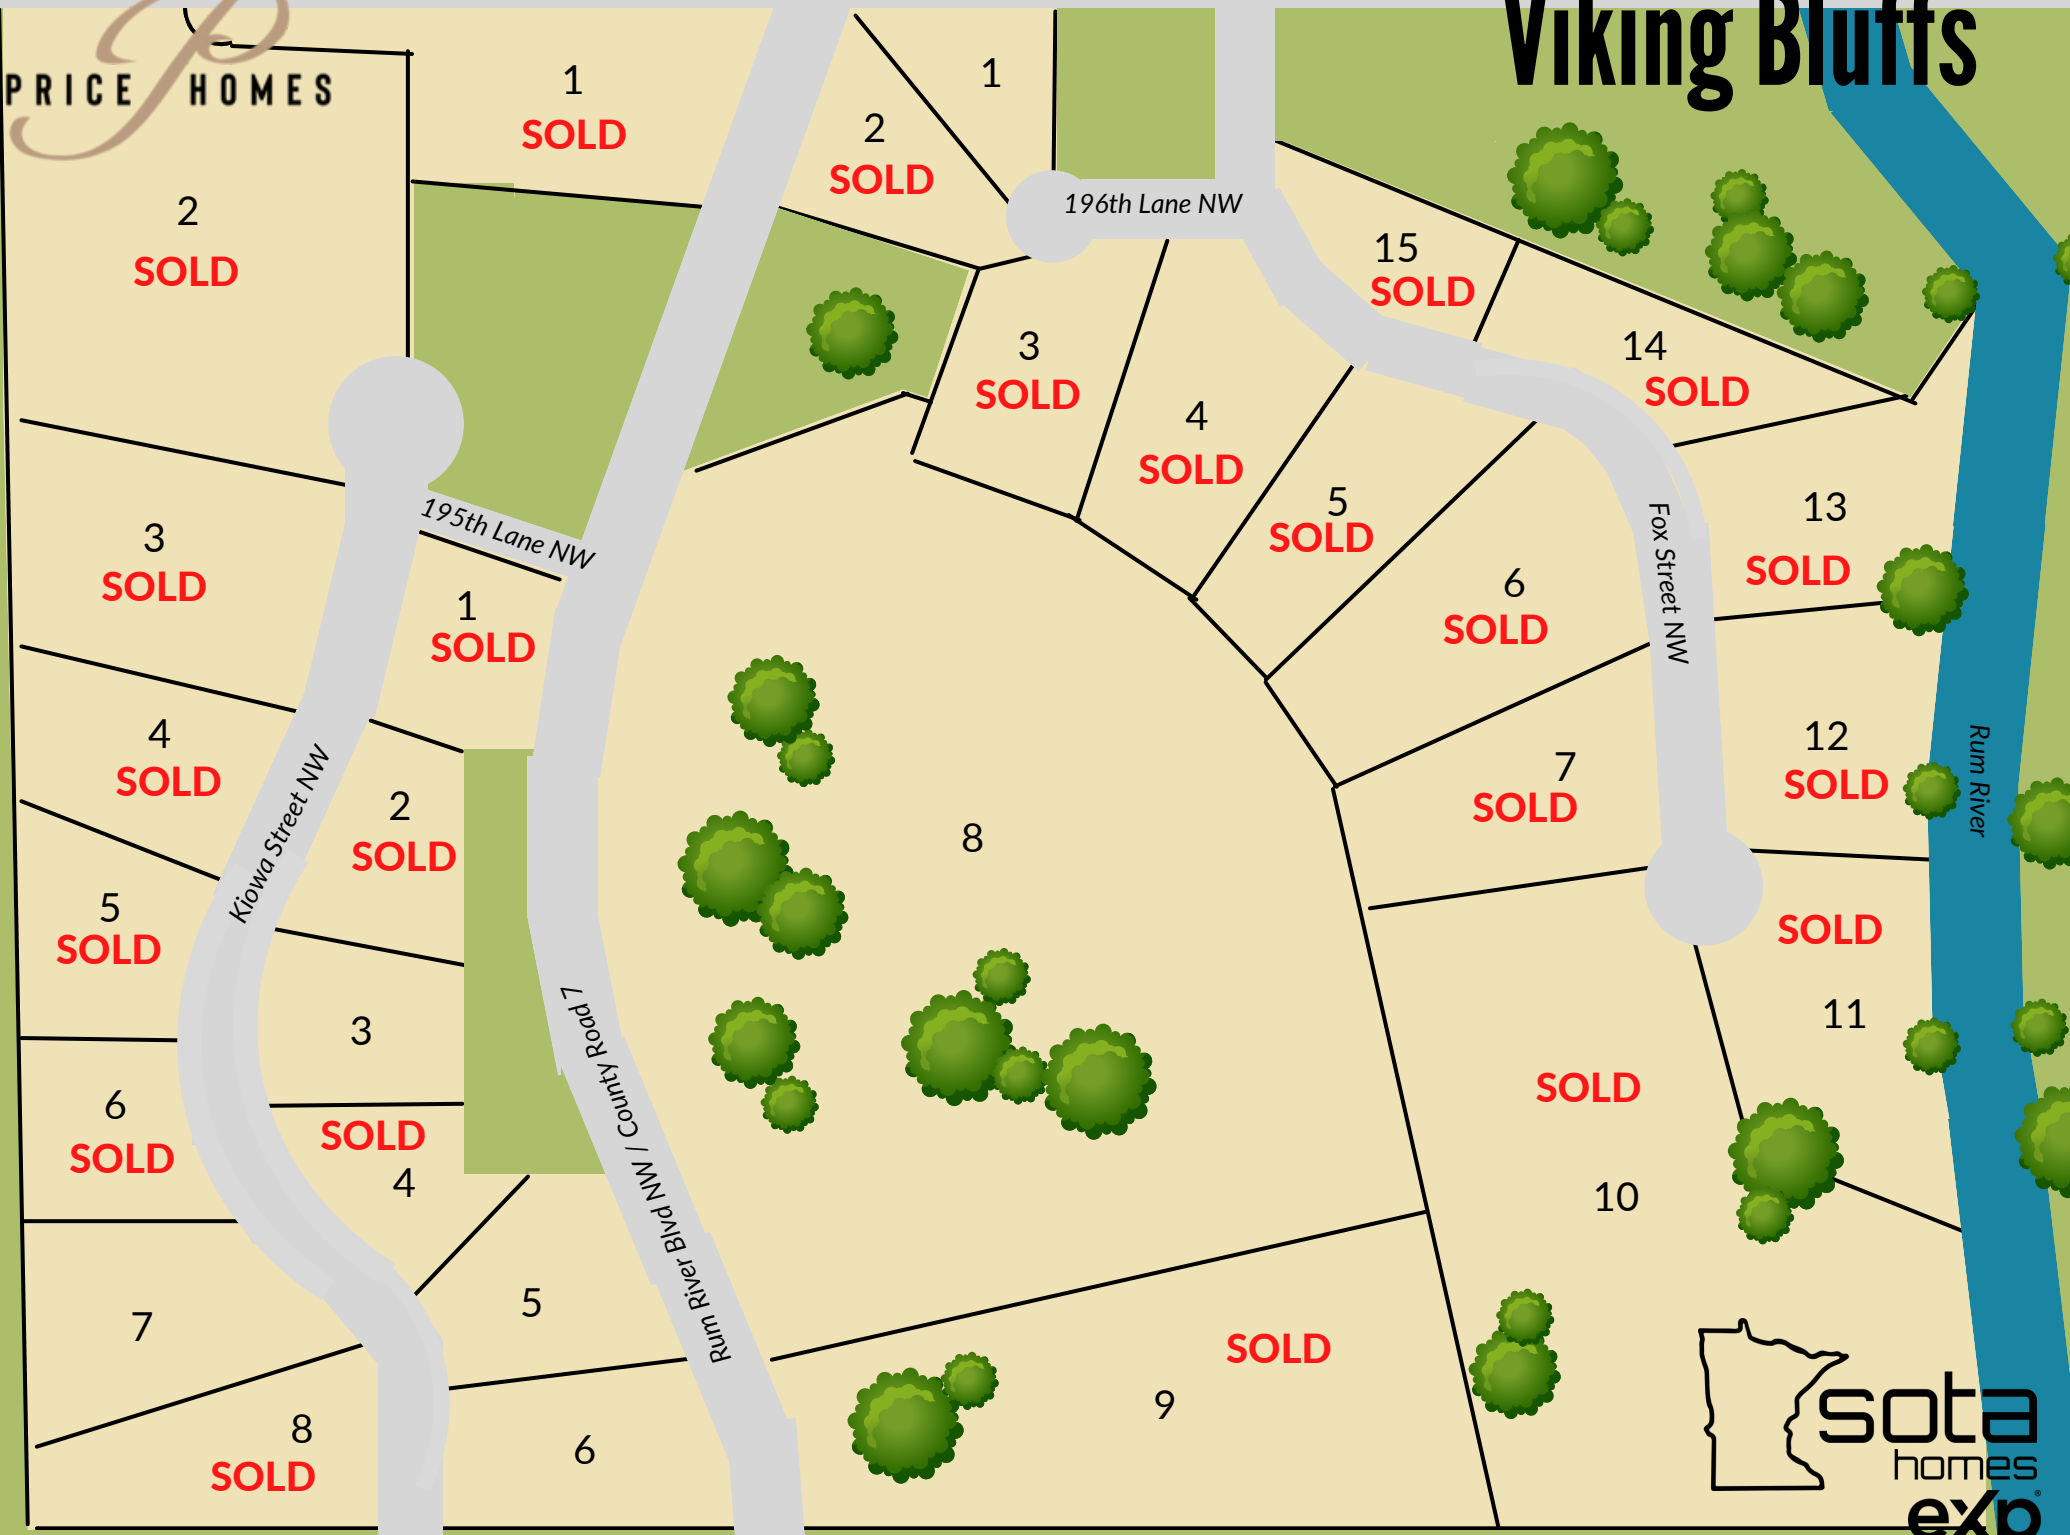 Viking Bluffs
PRICE HOMES
1
SOLD
2
SOLD
2
SOLD
1
196th Lane NW
15
SOLD
14
SOLD
3
SOLD
4
SOLD
5
SOLD
6
SOLD
13
SOLD
Fox Street NW
195th Lane NW
3
SOLD
1
SOLD
4
SOLD
2
SOLD
Kiowa Street NW
5
SOLD
8
7
SOLD
12
SOLD
Rum River
SOLD
11
3
6
SOLD
SOLD
4
Rum River Blvd NW / County Road 7
SOLD
10
7
5
SOLD
9
8
SOLD
6
sota
homes
exp